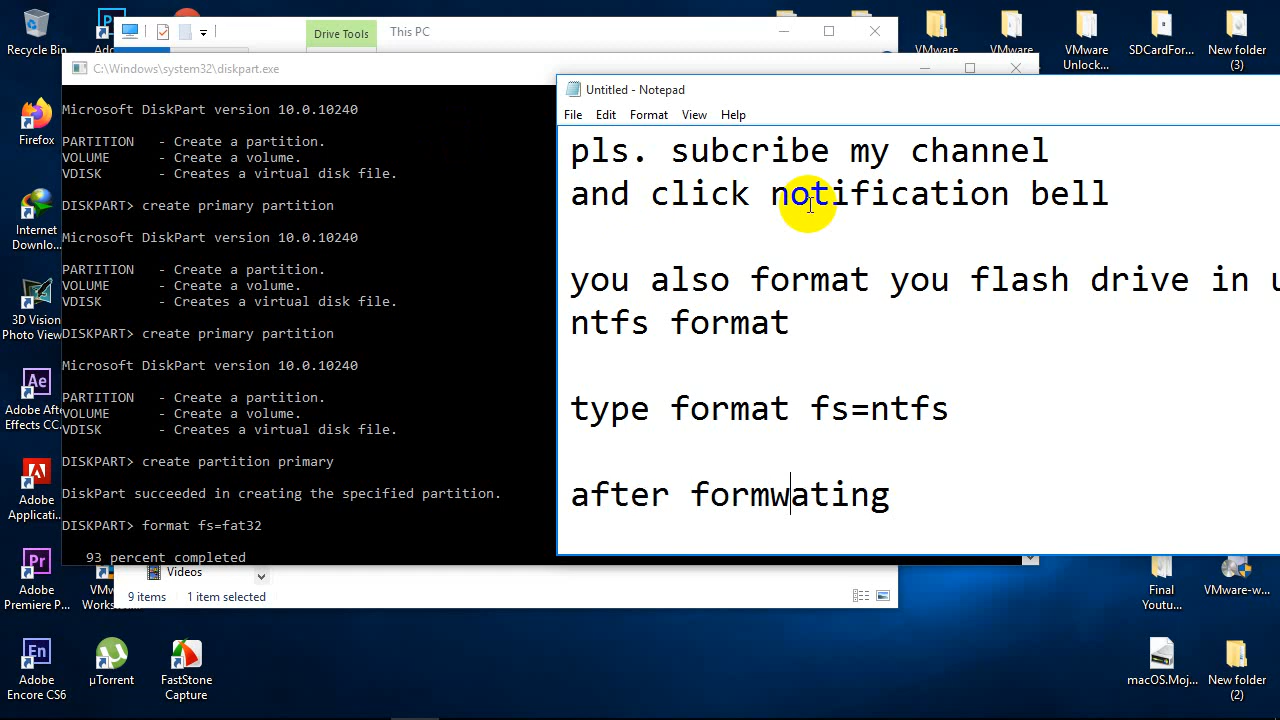 Recycle Bin
Firefox
Internet
Downlo...
3D Vision
Photo View...
Adobe Afte
Effects CC.
Adobe
Application
Adobe
Premiere P...
Adobe
Encore CS6
µTorrent
FastStone
Capture
Drive Tools
This PC
C:\Windows\system32\diskpart.exe
Microsoft DiskPart version 10.0.10240
PARTITION   - Create a partition.
VOLUME      - Create a volume.
VDISK       - Creates a virtual disk file.
DISKPART> create primary partition
Microsoft DiskPart version 10.0.10240
PARTITION   - Create a partition.
VOLUME      - Create a volume.
VDISK       - Creates a virtual disk file.
DISKPART> create primary partition
Microsoft DiskPart version 10.0.10240
PARTITION   - Create a partition.
VOLUME      - Create a volume.
VDISK       - Creates a virtual disk file.
DISKPART> create partition primary
DiskPart succeeded in creating the specified partition.
DISKPART> format fs=fat32
93 percent completed
Videos
9 items 1 item selected
Untitled - Notepad
File Edit Format View Help
pls. subcribe my channel
and click notification bell
you also format you flash drive in u
ntfs format
type format fs=ntfs
after formwating
VMware
VMware
VMware
Unlock...
SDCardFor...
New folder
(3)
Final
Youtu...
VMware-w...
macOS.Moj...
New folder
(2)